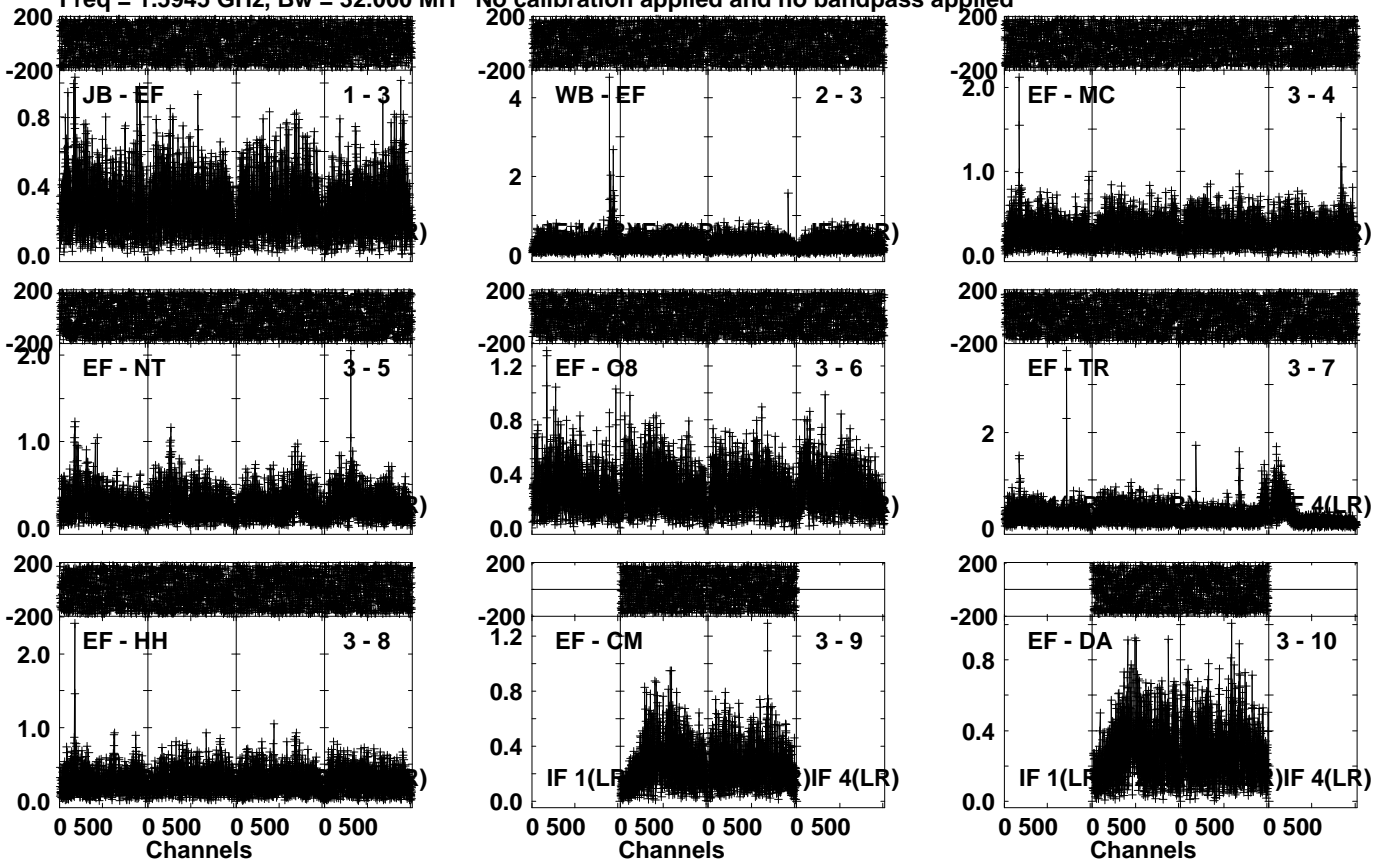 Freq = 1.5945 GHz, Bw = 32.000 MH No calibration applied and no bandpass applied
200 200 200
-200 -200 -200
JB - EF 1 - 3 WB - EF 2 - 3 EF - MC 3 - 4
0.8 4 2.0
0.4 2 1.0
0.0 0 0.0
200 200 200
-200 -200 -200
2.0 1.2
EF - NT 3 - 5 EF - O8 3 - 6 EF - TR 3 - 7
1.0 0.8 2
0.4
0.0 0.0 0 IF 4(LR)
200 200 200
-200 -200 -200
EF - HH 3 - 8 EF - CM 3 - 9 EF - DA 3 - 10
2.0 1.2 0.8
1.0 0.8 0.4
0.4
IF 1(LR) IF 4(LR) IF 1(LR) IF 4(LR)
0.0 0.0 0.0
0 500 0 500 0 500 0 500 0 500 0 500 0 500 0 500 0 500 0 500 0 500 0 500
Channels Channels Channels